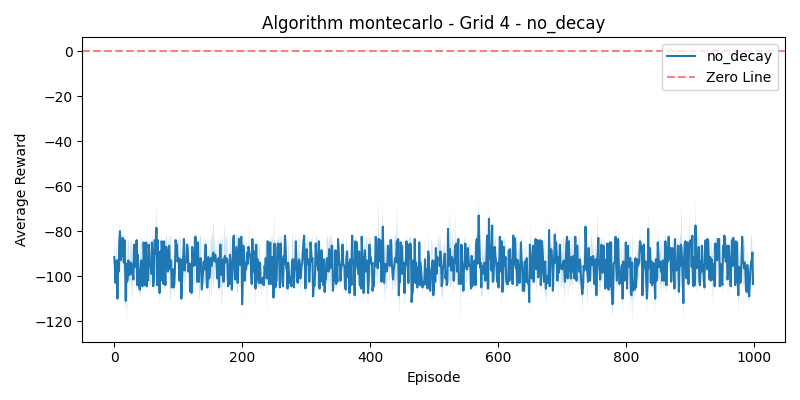 Algorithm montecarlo - Grid 4 - no_decay
no_decay
Zero Line
0
−20
−40
−60
−80
−100
−120
Average Reward
0
200
400
600
800
1000
Episode